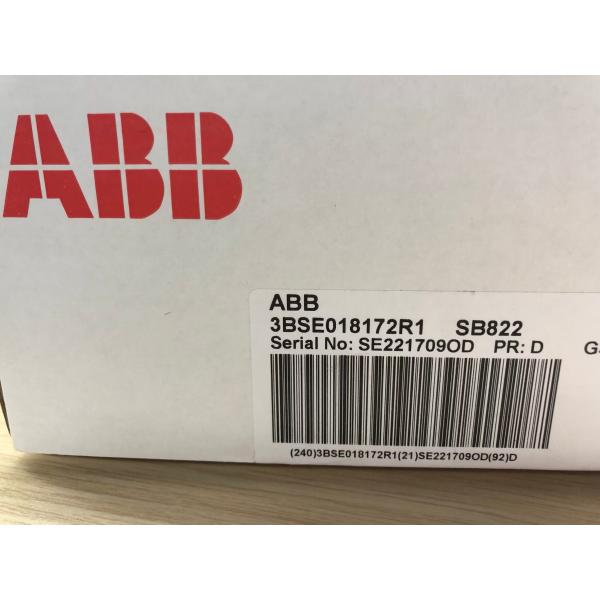 ABB
ABB
3BSE018172R1 SB822
Serial No: SE221709OD PR: D
(240)3BSE018172R1(21)SE221709OD(92)D